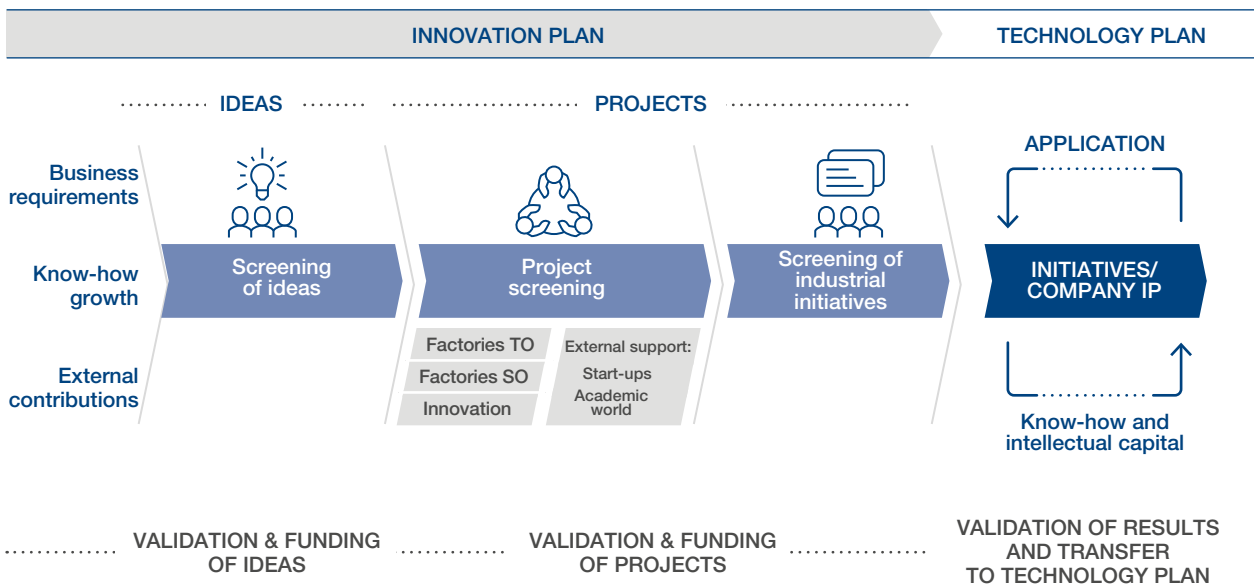 INNOVATION PLAN
TECHNOLOGY PLAN
IDEAS
PROJECTS
APPLICATION
Business
requirements
Know-how
growth
External
contributions
Screening
of ideas
Project
screening
Screening of
industrial
initiatives
INITIATIVES/
COMPANY IP
Factories TO
Factories SO
Innovation
External support:
Start-ups
Academic
world
Know-how and
intellectual capital
VALIDATION & FUNDING
OF IDEAS
VALIDATION & FUNDING
OF PROJECTS
VALIDATION OF RESULTS
AND TRANSFER
TO TECHNOLOGY PLAN